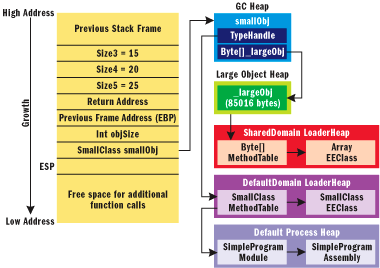 High Address
Growth
ESP
Low Address
Previous Stack Frame
Size3 = 15
Size4 = 20
Size5 = 25
Return Address
Previous Frame Address (EBP)
Int objSize
SmallClass smallObj
Free space for additional
function calls
GC Heap
smallObj
TypeHandle
Byte[]_largeObj
Large Object Heap
_largeObj
(85016 bytes)
SharedDomain LoaderHeap
Byte[]
MethodTable
Array
EEClass
DefaultDomain LoaderHeap
SmallClass
MethodTable
SmallClass
EEClass
Default Process Heap
SimpleProgram
Module
SimpleProgram
Assembly